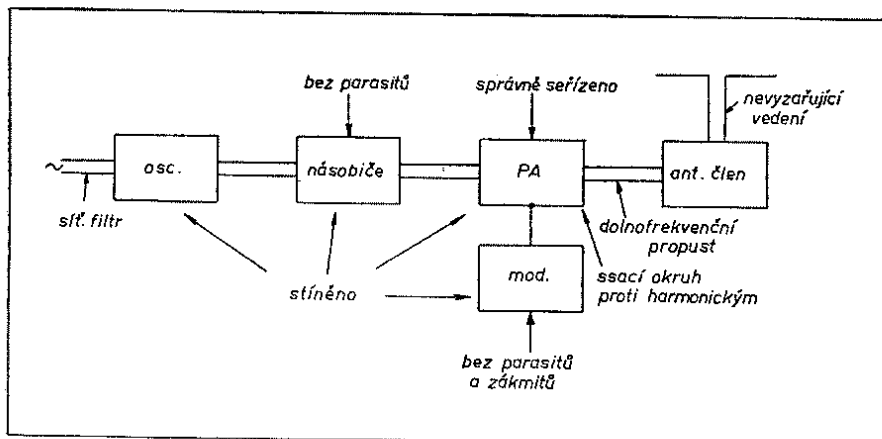 bez parasitů
správně seřízeno
nevyzařující
vedení
osc.
násobiče
PA
ant. člen
síť. filtr
dolnofrekvenční
propust
stíněno
mod.
ssací okruh
proti harmonickým
bez parasitů
a zákmitů